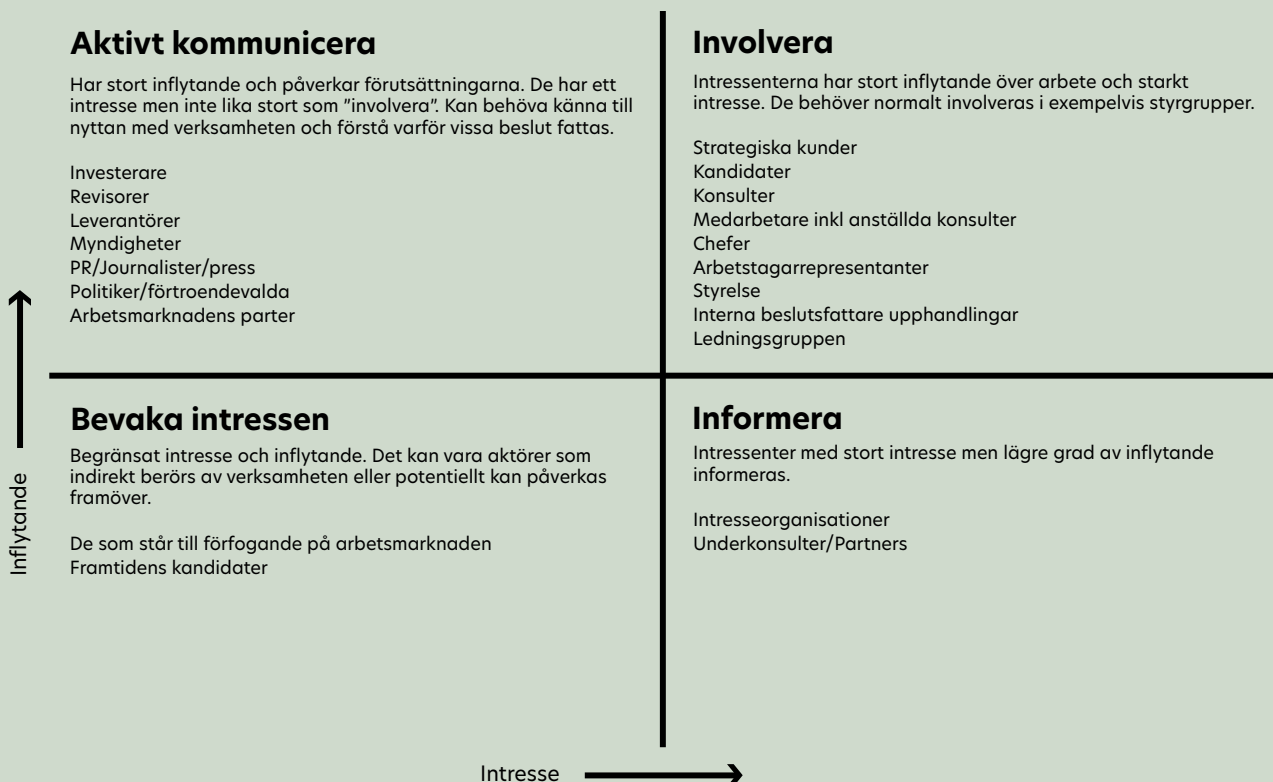 Aktivt kommunicera
Har stort inflytande och påverkar förutsättningarna. De har ett
intresse men inte lika stort som ”involvera”. Kan behöva känna till
nyttan med verksamheten och förstå varför vissa beslut fattas.
Investerare
Revisorer
Leverantörer
Myndigheter
PR/Journalister/press
Politiker/förtroendevalda
Arbetsmarknadens parter
Involvera
Intressenterna har stort inflytande över arbete och starkt
intresse. De behöver normalt involveras i exempelvis styrgrupper.
Strategiska kunder
Kandidater
Konsulter
Medarbetare inkl anställda konsulter
Chefer
Arbetstagarrepresentanter
Styrelse
Interna beslutsfattare upphandlingar
Ledningsgruppen
Bevaka intressen
Begränsat intresse och inflytande. Det kan vara aktörer som
indirekt berörs av verksamheten eller potentiellt kan påverkas
framöver.
De som står till förfogande på arbetsmarknaden
Framtidens kandidater
Informera
Intressenter med stort intresse men lägre grad av inflytande
informeras.
Intresseorganisationer
Underkonsulter/Partners
Inflytande
Intresse